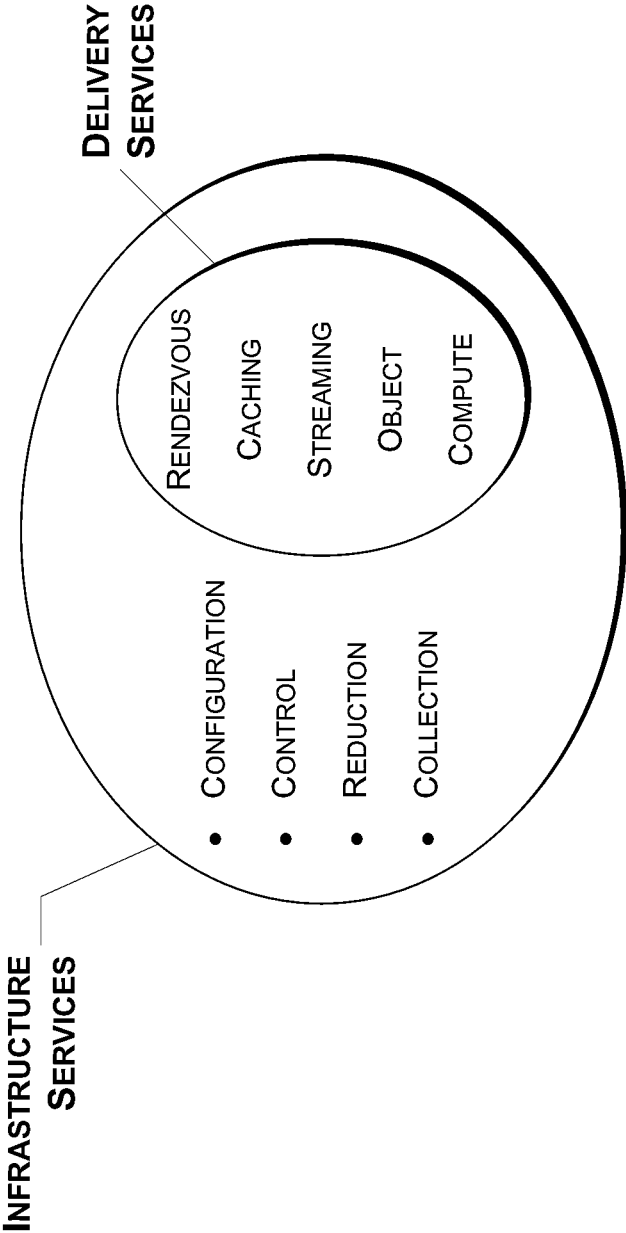 INFRASTRUCTURE
SERVICES
• CONFIGURATION
• CONTROL
• REDUCTION
• COLLECTION
RENDEZVOUS
CACHING
STREAMING
OBJECT
COMPUTE
DELIVERY
SERVICES